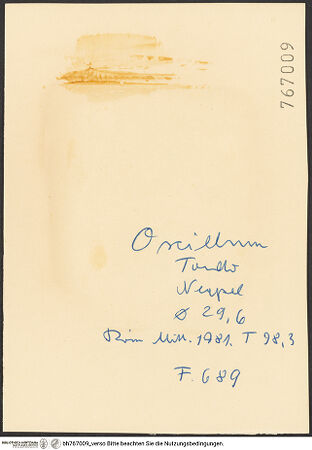 767009
Oscillum
Tondo
Neapel
Ø 29,6
Röm. Mitt. 1981. T 98,3
F. 689
bh767009_verso Bitte beachten Sie die Nutzungsbedingungen.